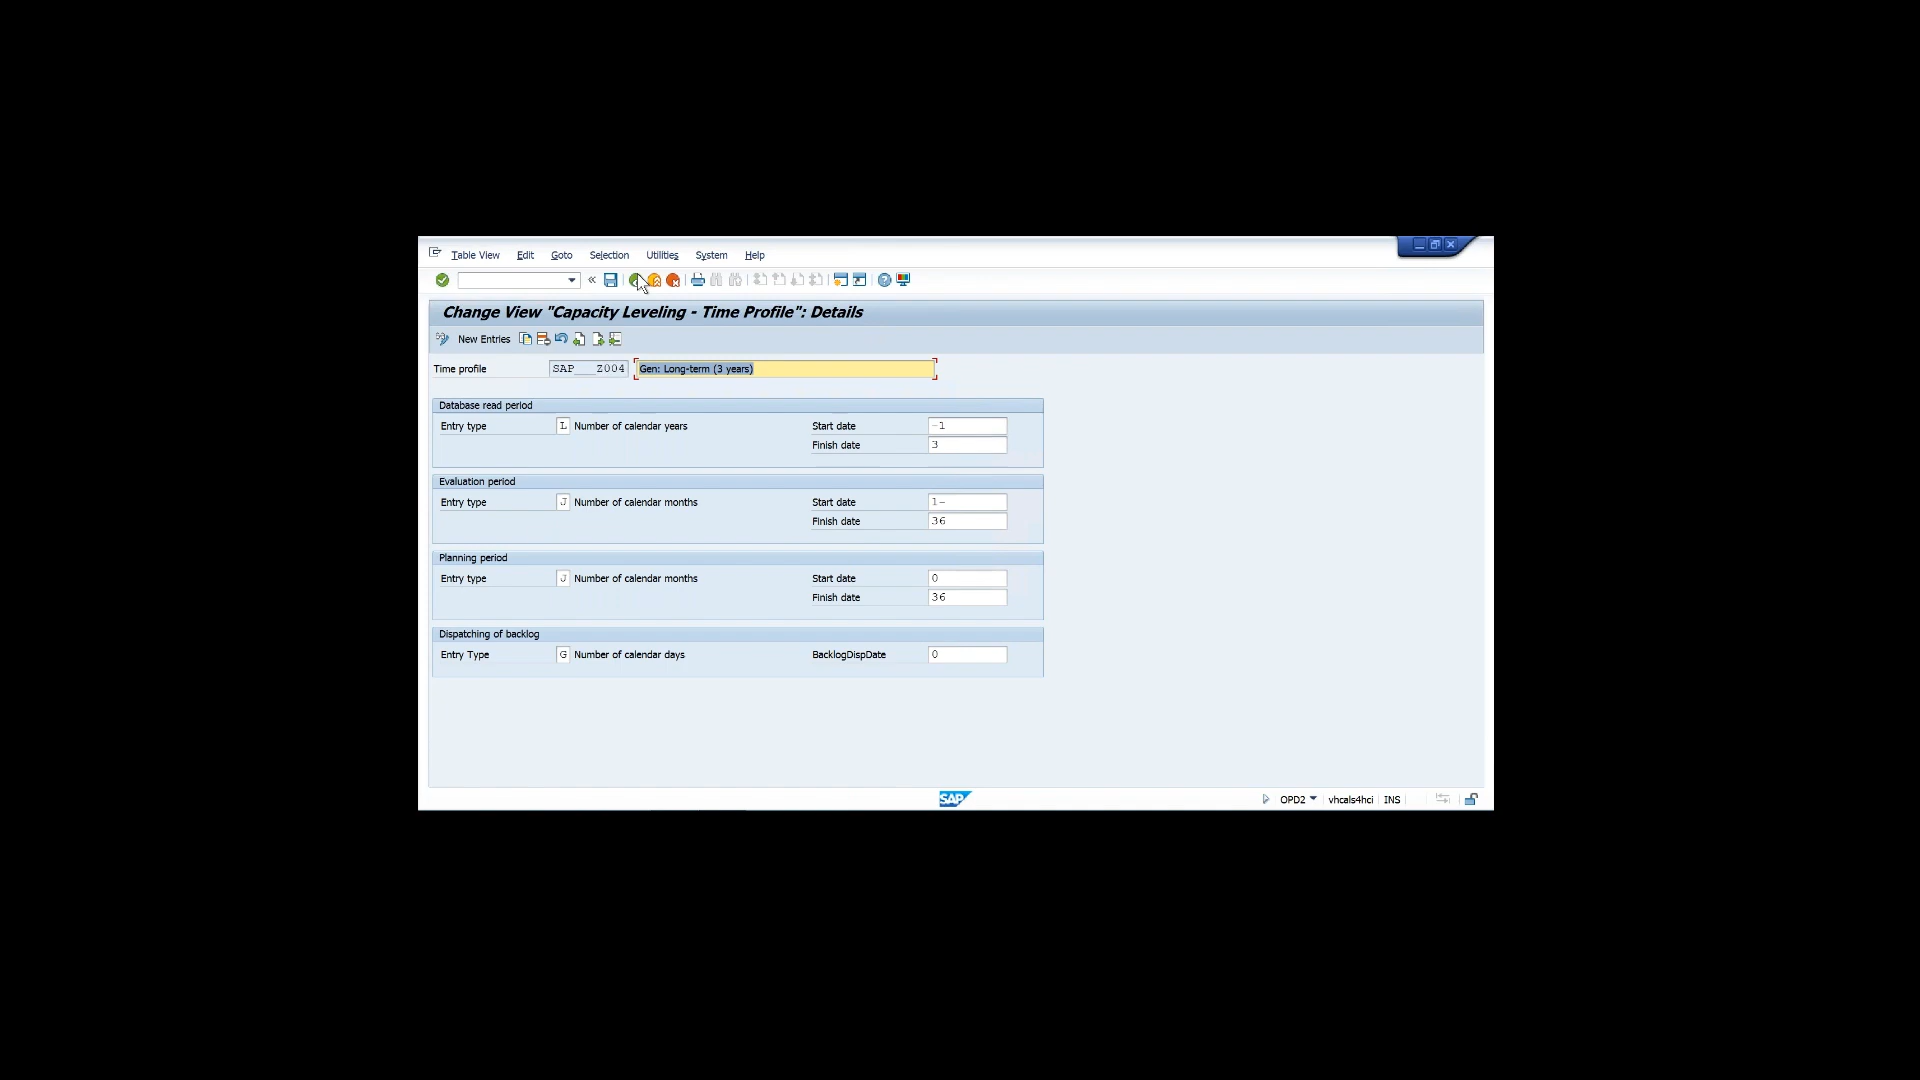 Table View Edit Goto Selection Utilities System Help
Change View "Capacity Leveling - Time Profile": Details
New Entries
Time profile SAP___Z004 Gen: Long-term (3 years)
Database read period
Entry type L Number of calendar years Start date -1
Finish date 3
Evaluation period
Entry type J Number of calendar months Start date 1-
Finish date 36
Planning period
Entry type J Number of calendar months Start date 0
Finish date 36
Dispatching of backlog
Entry Type G Number of calendar days BacklogDispDate 0
SAP OPD2 vhcals4hci INS